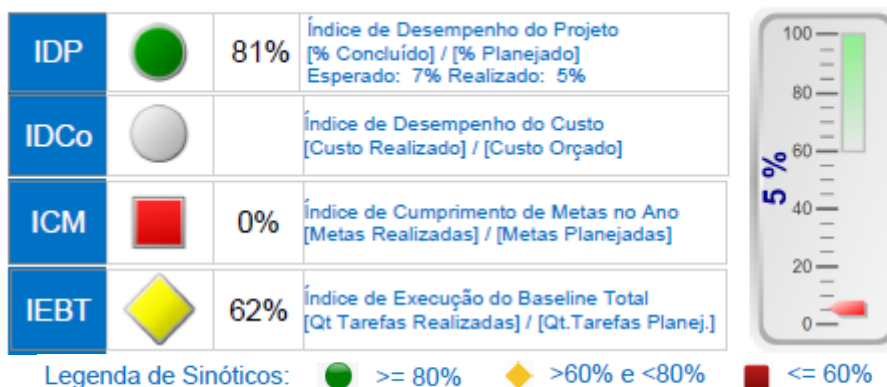 IDP
81%
Índice de Desempenho do Projeto
[% Concluído] / [% Planejado]
Esperado: 7% Realizado: 5%
IDCo
Índice de Desempenho do Custo
[Custo Realizado] / [Custo Orçado]
ICM
0%
Índice de Cumprimento de Metas no Ano
[Metas Realizadas] / [Metas Planejadas]
IEBT
62%
Índice de Execução do Baseline Total
[Qt Tarefas Realizadas] / [Qt.Tarefas Planej.]
5 %
100
80
60
40
20
0
Legenda de Sinóticos: >= 80% >60% e <80% <= 60%